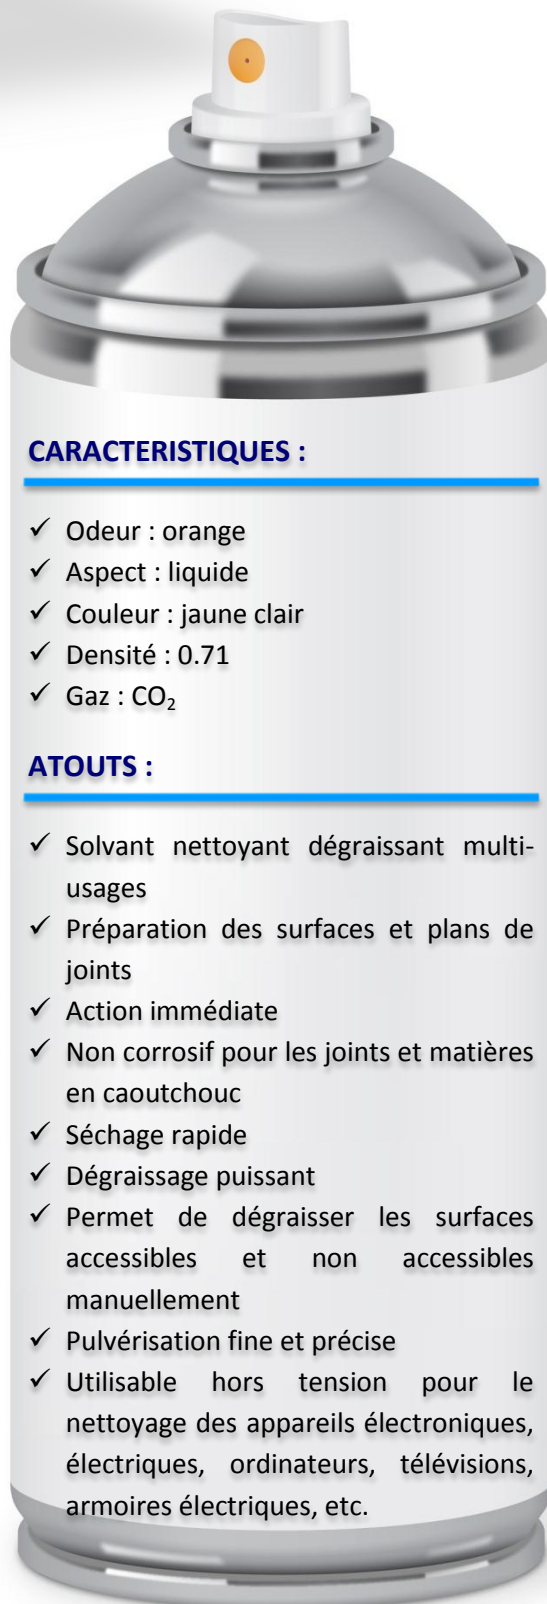 CARACTERISTIQUES :
✓ Odeur : orange
✓ Aspect : liquide
✓ Couleur : jaune clair
✓ Densité : 0.71
✓ Gaz : CO₂
ATOUTS :
✓ Solvant nettoyant dégraissant multi-
usages
✓ Préparation des surfaces et plans de
joints
✓ Action immédiate
✓ Non corrosif pour les joints et matières
en caoutchouc
✓ Séchage rapide
✓ Dégraissage puissant
✓ Permet de dégraisser les surfaces
accessibles et non accessibles
manuellement
✓ Pulvérisation fine et précise
✓ Utilisable hors tension pour le
nettoyage des appareils électroniques,
électriques, ordinateurs, télévisions,
armoires électriques, etc.